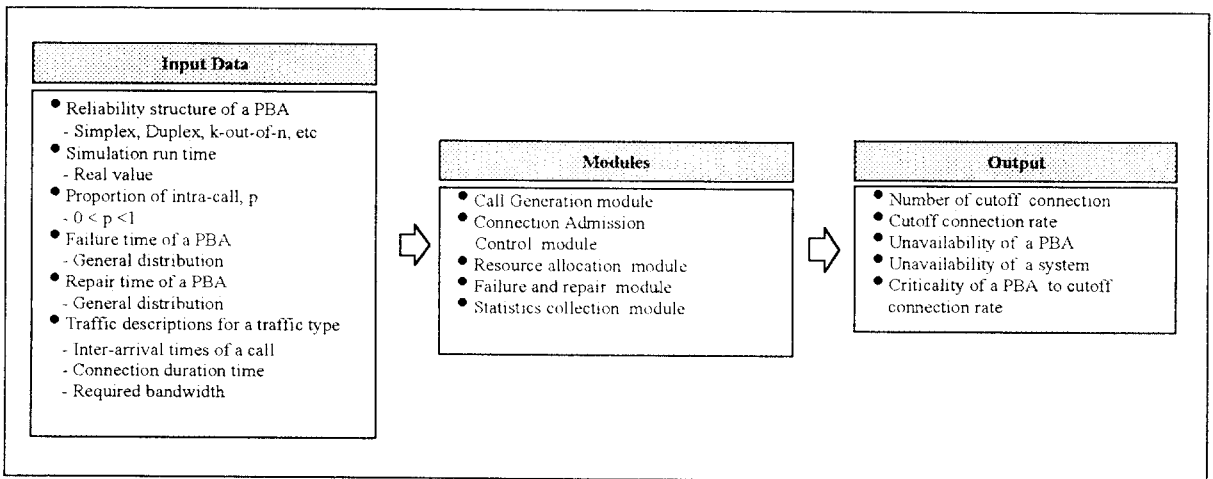 Input Data
● Reliability structure of a PBA
- Simplex, Duplex, k-out-of-n, etc
● Simulation run time
- Real value
● Proportion of intra-call, p
- 0 < p <1
● Failure time of a PBA
- General distribution
● Repair time of a PBA
- General distribution
● Traffic descriptions for a traffic type
- Inter-arrival times of a call
- Connection duration time
- Required bandwidth
Modules
● Call Generation module
● Connection Admission
Control module
● Resource allocation module
● Failure and repair module
● Statistics collection module
Output
● Number of cutoff connection
● Cutoff connection rate
● Unavailability of a PBA
● Unavailability of a system
● Criticality of a PBA to cutoff
connection rate